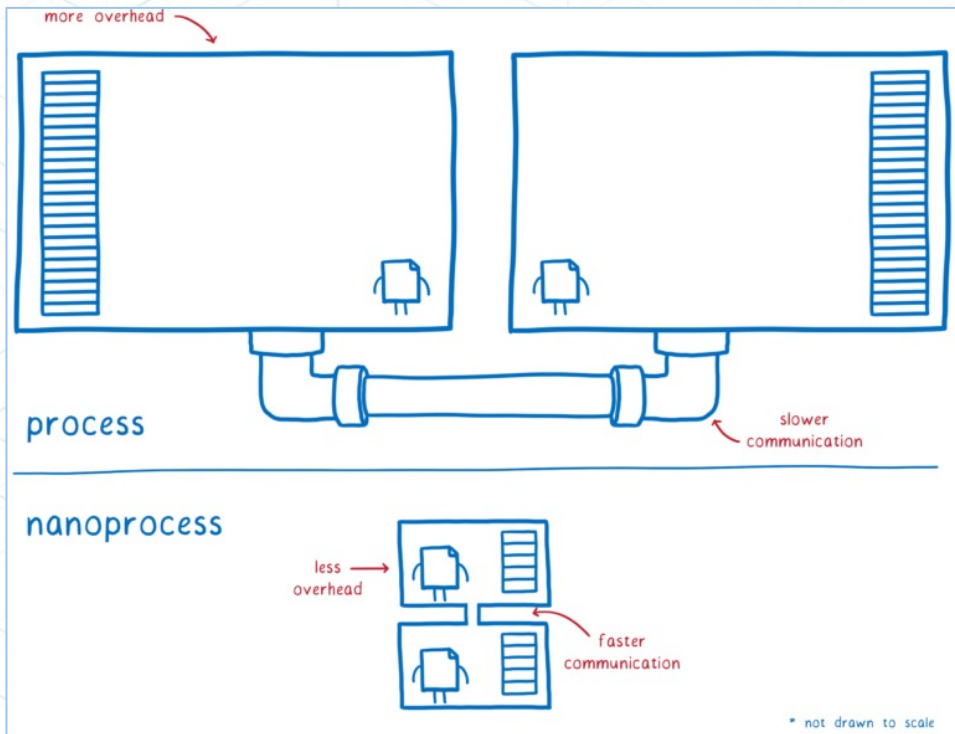 more overhead
process
slower
communication
nanoprocess
less
overhead
faster
communication
* not drawn to scale